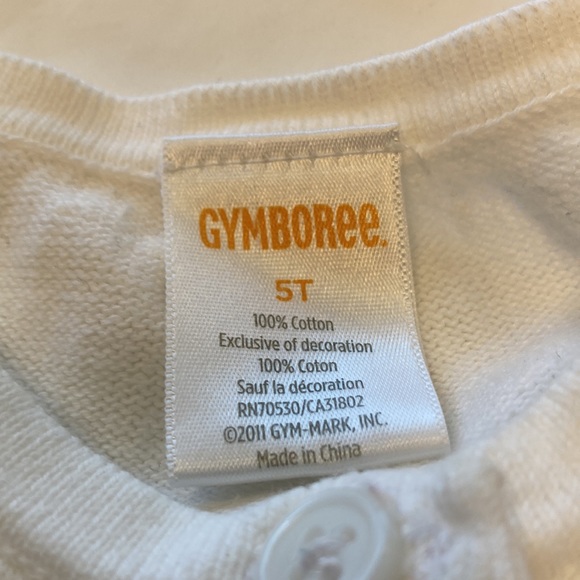 GYMBORee.
5T
100% Cotton
Exclusive of decoration
100% Coton
Sauf la décoration
RN70530/CA31802
©2011 GYM-MARK, INC.
Made in China